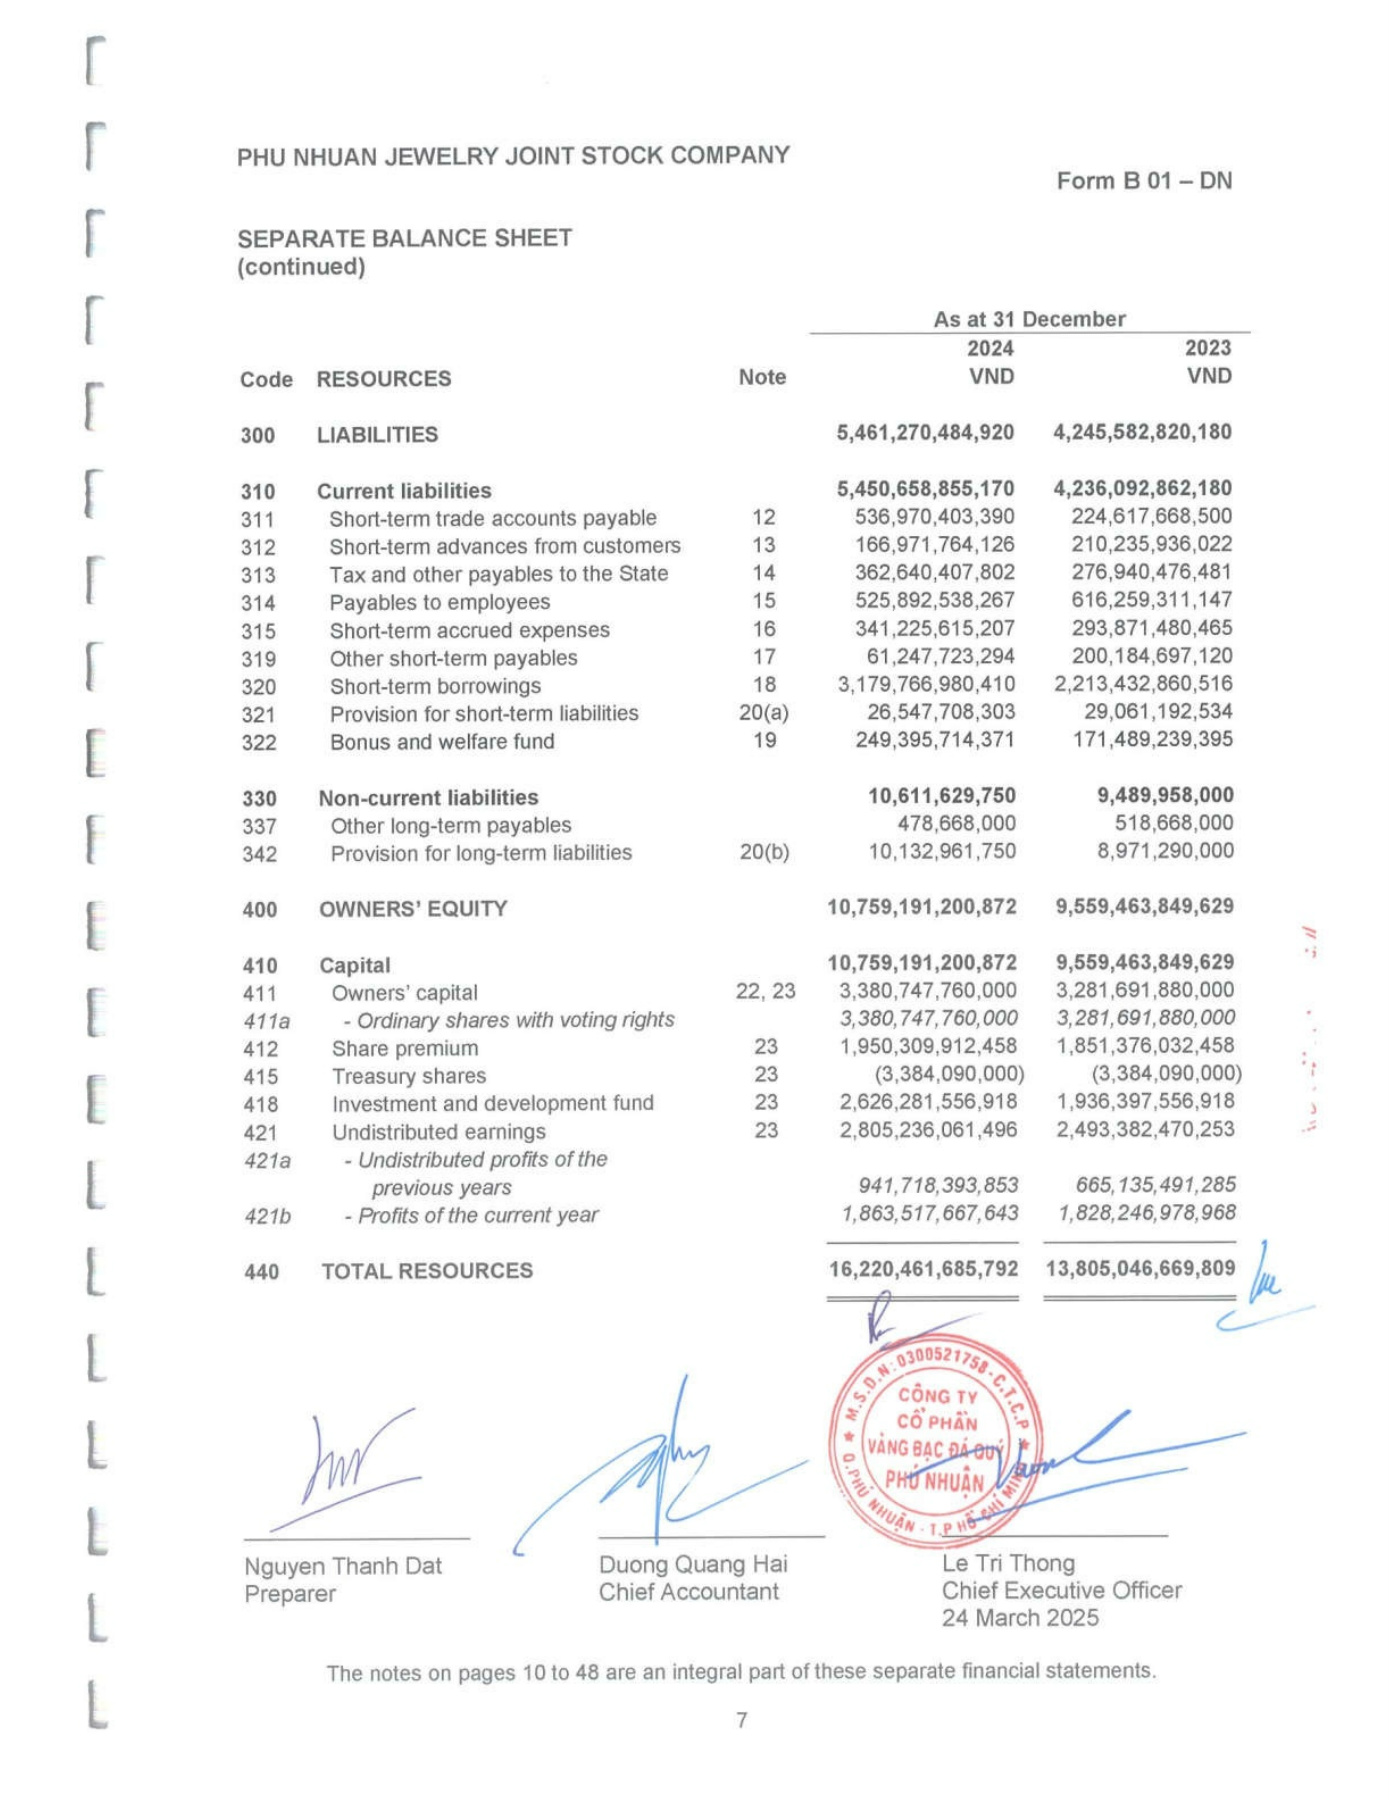 PHU NHUAN JEWELRY JOINT STOCK COMPANY
Form B 01 – DN
SEPARATE BALANCE SHEET
(continued)
As at 31 December
2024 2023
Code RESOURCES Note VND VND
300 LIABILITIES 5,461,270,484,920 4,245,582,820,180
310 Current liabilities 5,450,658,855,170 4,236,092,862,180
311 Short-term trade accounts payable 12 536,970,403,390 224,617,668,500
312 Short-term advances from customers 13 166,971,764,126 210,235,936,022
313 Tax and other payables to the State 14 362,640,407,802 276,940,476,481
314 Payables to employees 15 525,892,538,267 616,259,311,147
315 Short-term accrued expenses 16 341,225,615,207 293,871,480,465
319 Other short-term payables 17 61,247,723,294 200,184,697,120
320 Short-term borrowings 18 3,179,766,980,410 2,213,432,860,516
321 Provision for short-term liabilities 20(a) 26,547,708,303 29,061,192,534
322 Bonus and welfare fund 19 249,395,714,371 171,489,239,395
330 Non-current liabilities 10,611,629,750 9,489,958,000
337 Other long-term payables 478,668,000 518,668,000
342 Provision for long-term liabilities 20(b) 10,132,961,750 8,971,290,000
400 OWNERS' EQUITY 10,759,191,200,872 9,559,463,849,629
410 Capital 10,759,191,200,872 9,559,463,849,629
411 Owners' capital 22, 23 3,380,747,760,000 3,281,691,880,000
411a - Ordinary shares with voting rights 3,380,747,760,000 3,281,691,880,000
412 Share premium 23 1,950,309,912,458 1,851,376,032,458
415 Treasury shares 23 (3,384,090,000) (3,384,090,000)
418 Investment and development fund 23 2,626,281,556,918 1,936,397,556,918
421 Undistributed earnings 23 2,805,236,061,496 2,493,382,470,253
421a - Undistributed profits of the
previous years 941,718,393,853 665,135,491,285
421b - Profits of the current year 1,863,517,667,643 1,828,246,978,968
440 TOTAL RESOURCES 16,220,461,685,792 13,805,046,669,809
M.S.D.N: 0300521758-C.T.C.P
CÔNG TY
CỔ PHẦN
VÀNG BẠC ĐÁ QUÝ
PHÚ NHUẬN
Q.PHÚ NHUẬN - T.P HỒ CHÍ MINH
Nguyen Thanh Dat Duong Quang Hai Le Tri Thong
Preparer Chief Accountant Chief Executive Officer
24 March 2025
The notes on pages 10 to 48 are an integral part of these separate financial statements.
7